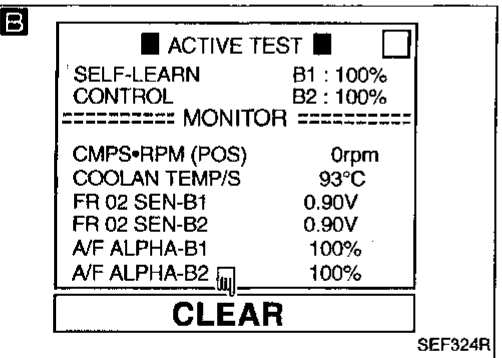 B
■ ACTIVE TEST ■
SELF-LEARN B1 : 100%
CONTROL B2 : 100%
========== MONITOR ==========
CMPS•RPM (POS) 0rpm
COOLAN TEMP/S 93°C
FR 02 SEN-B1 0.90V
FR 02 SEN-B2 0.90V
A/F ALPHA-B1 100%
A/F ALPHA-B2 100%
CLEAR
SEF324R